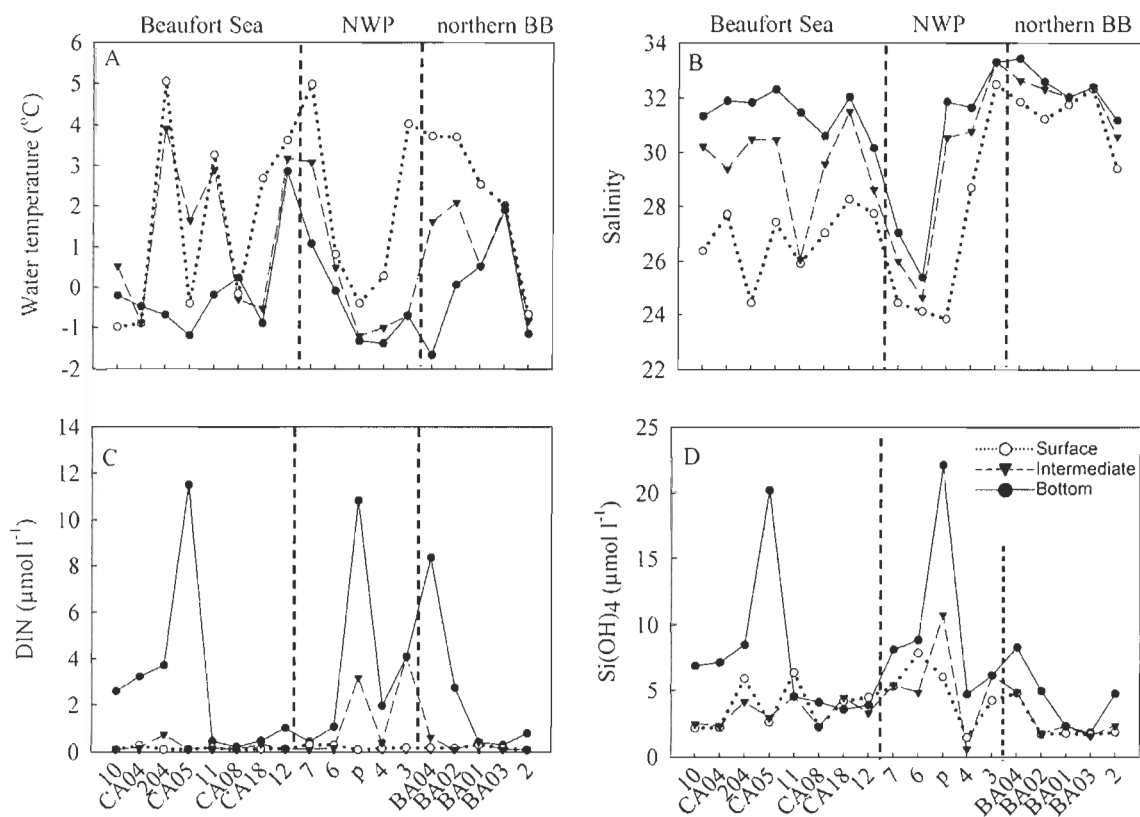 Beaufort Sea NWP northern BB
Beaufort Sea NWP northern BB
A
Water temperature (°C)
6
5
4
3
2
1
0
-1
-2
B
Salinity
34
32
30
28
26
24
22
C
DIN (µmol l⁻¹)
14
12
10
8
6
4
2
0
10 CA04 204 CA05 11 CA08 CA18 12 7 6 P 4 3 BA04 BA02 BA01 BA03 2
D
Surface
Intermediate
Bottom
Si(OH)4 (µmol l⁻¹)
25
20
15
10
5
0
10 CA04 204 CA05 11 CA08 CA18 12 7 6 P 4 3 BA04 BA02 BA01 BA03 2